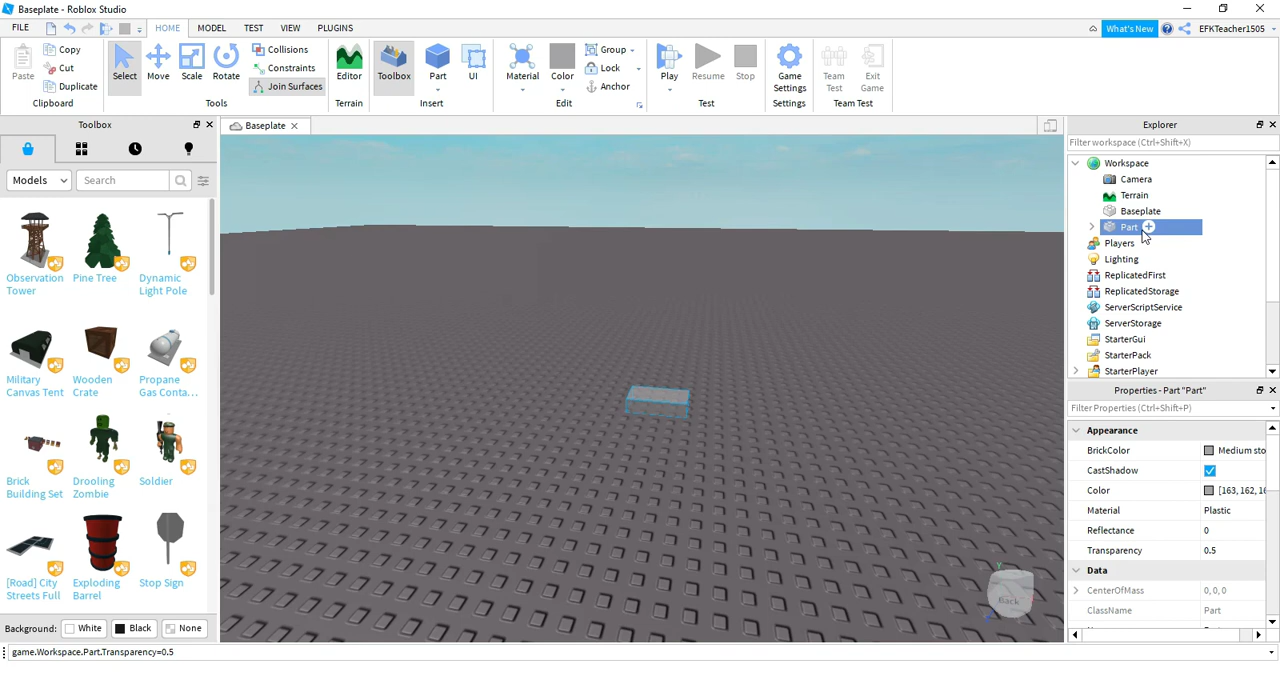 Baseplate - Roblox Studio
FILE HOME MODEL TEST VIEW PLUGINS What's New EFKTeacher1505
Paste Copy Cut Duplicate Clipboard
Select Move Scale Rotate Collisions Constraints Join Surfaces Tools
Editor Terrain
Toolbox Part UI Insert
Material Color Group Lock Anchor Edit
Play Resume Stop Test
Game Settings Settings
Team Test Exit Game Team Test
Toolbox
Models Search
Observation Tower
Pine Tree
Dynamic Light Pole
Military Canvas Tent
Wooden Crate
Propane Gas Conta...
Brick Building Set
Drooling Zombie
Soldier
[Road] City Streets Full
Exploding Barrel
Stop Sign
Background: White Black None
Baseplate
Back
Y
Explorer
Filter workspace (Ctrl+Shift+X)
Workspace
Camera
Terrain
Baseplate
Part
Players
Lighting
ReplicatedFirst
ReplicatedStorage
ServerScriptService
ServerStorage
StarterGui
StarterPack
StarterPlayer
Properties - Part "Part"
Filter Properties (Ctrl+Shift+P)
Appearance
BrickColor Medium sto
CastShadow
Color [163, 162, 16
Material Plastic
Reflectance 0
Transparency 0.5
Data
CenterOfMass 0, 0, 0
ClassName Part
game.Workspace.Part.Transparency=0.5